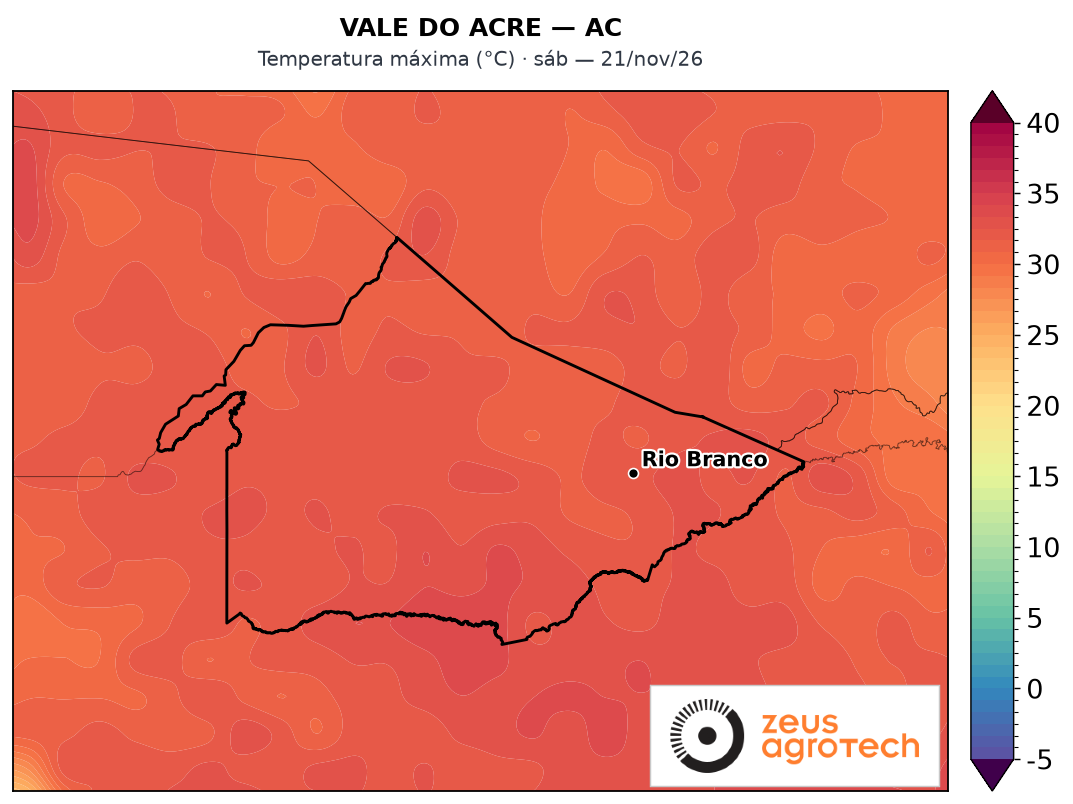 VALE DO ACRE — AC
Temperatura máxima (°C) · sáb — 21/nov/26
40
35
30
25
20
15
10
5
0
-5
Rio Branco
zeus
agrotech